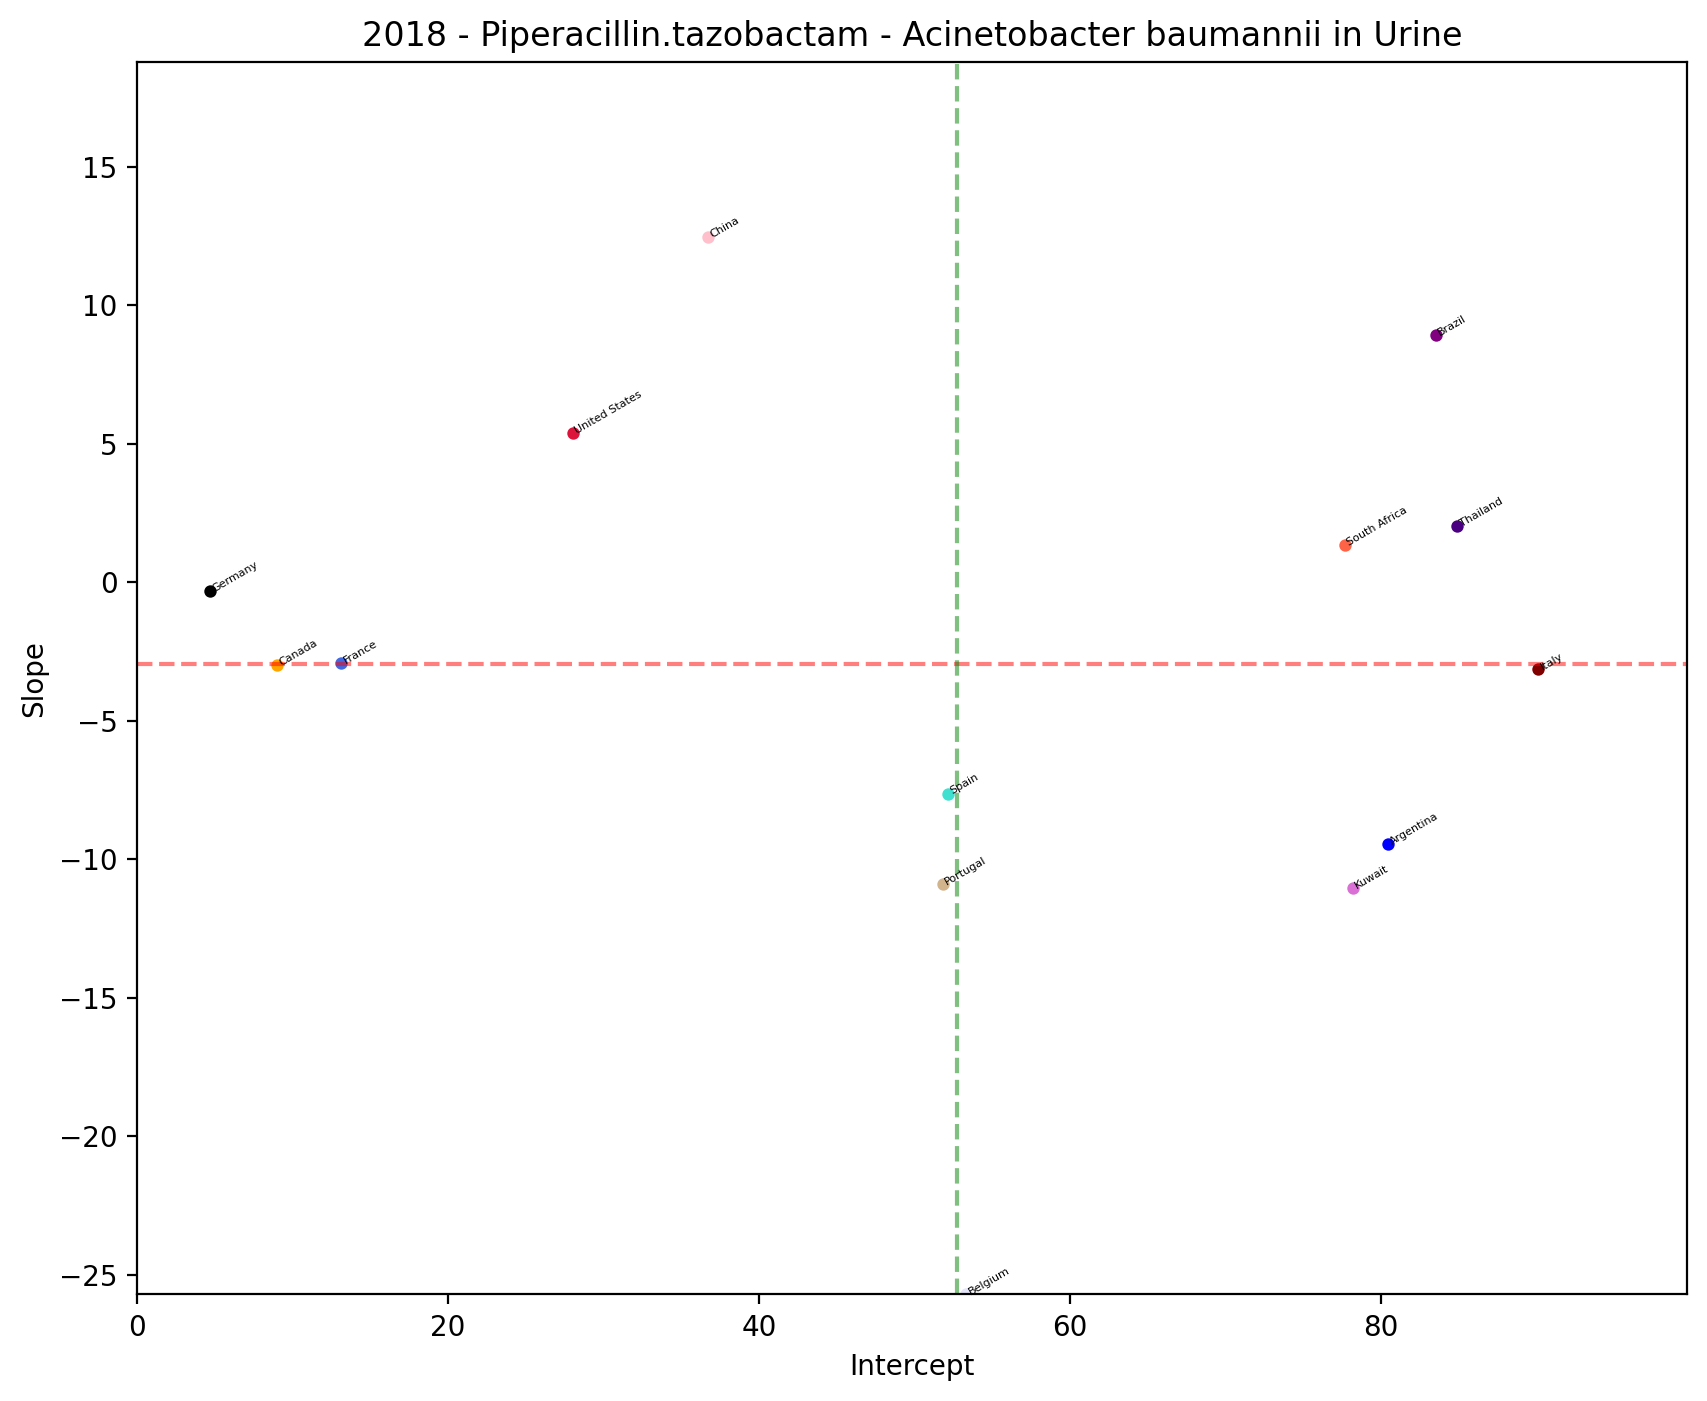 2018 - Piperacillin.tazobactam - Acinetobacter baumannii in Urine
15
10
5
0
−5
−10
−15
−20
−25
Slope
China
Brazil
United States
Thailand
South Africa
Germany
Canada
France
Italy
Spain
Argentina
Portugal
Kuwait
Belgium
0
20
40
60
80
Intercept